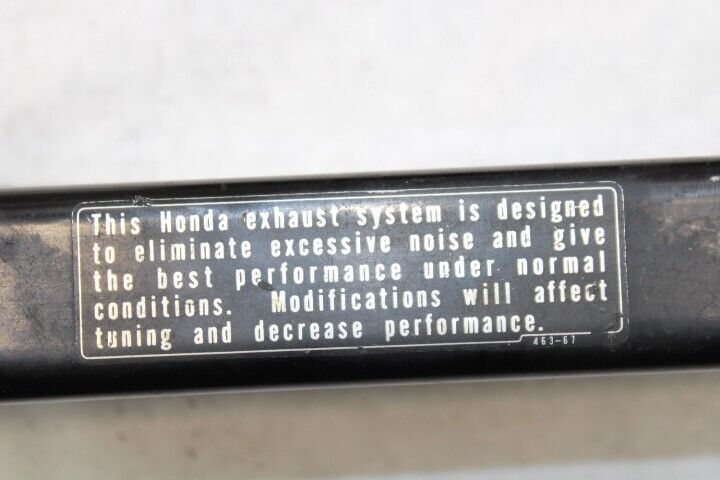 This Honda exhaust system is designed
to eliminate excessive noise and give
the best performance under normal
conditions. Modifications will affect
tuning and decrease performance.
463-67